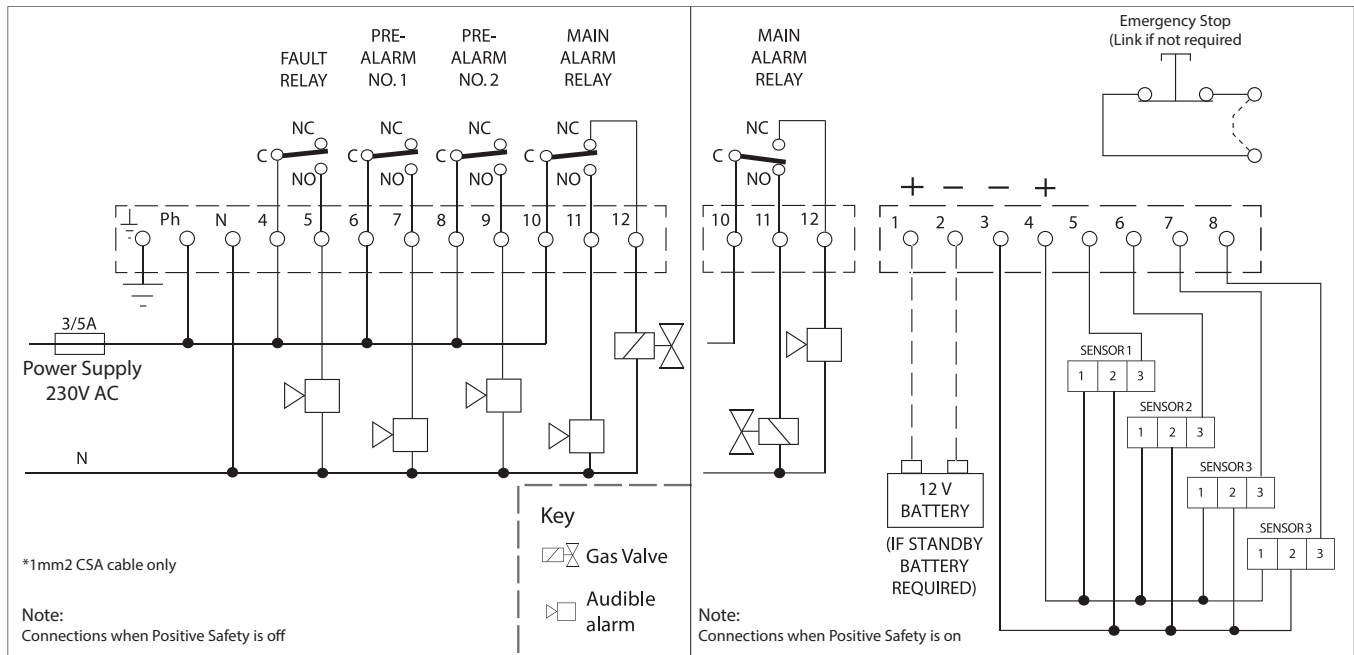 FAULT
RELAY
PRE-
ALARM
NO. 1
PRE-
ALARM
NO. 2
MAIN
ALARM
RELAY
NC
NC
NC
NC
C
C
C
C
NO
NO
NO
NO
Ph N 4 5 6 7 8 9 10 11 12
3/5A
Power Supply
230V AC
N
*1mm2 CSA cable only
Note:
Connections when Positive Safety is off
Key
Gas Valve
Audible
alarm
MAIN
ALARM
RELAY
NC
C
NO
10 11 12
Note:
Connections when Positive Safety is on
Emergency Stop
(Link if not required
+ - - +
1 2 3 4 5 6 7 8
12 V
BATTERY
(IF STANDBY
BATTERY
REQUIRED)
SENSOR 1
1 2 3
SENSOR 2
1 2 3
SENSOR 3
1 2 3
SENSOR 3
1 2 3